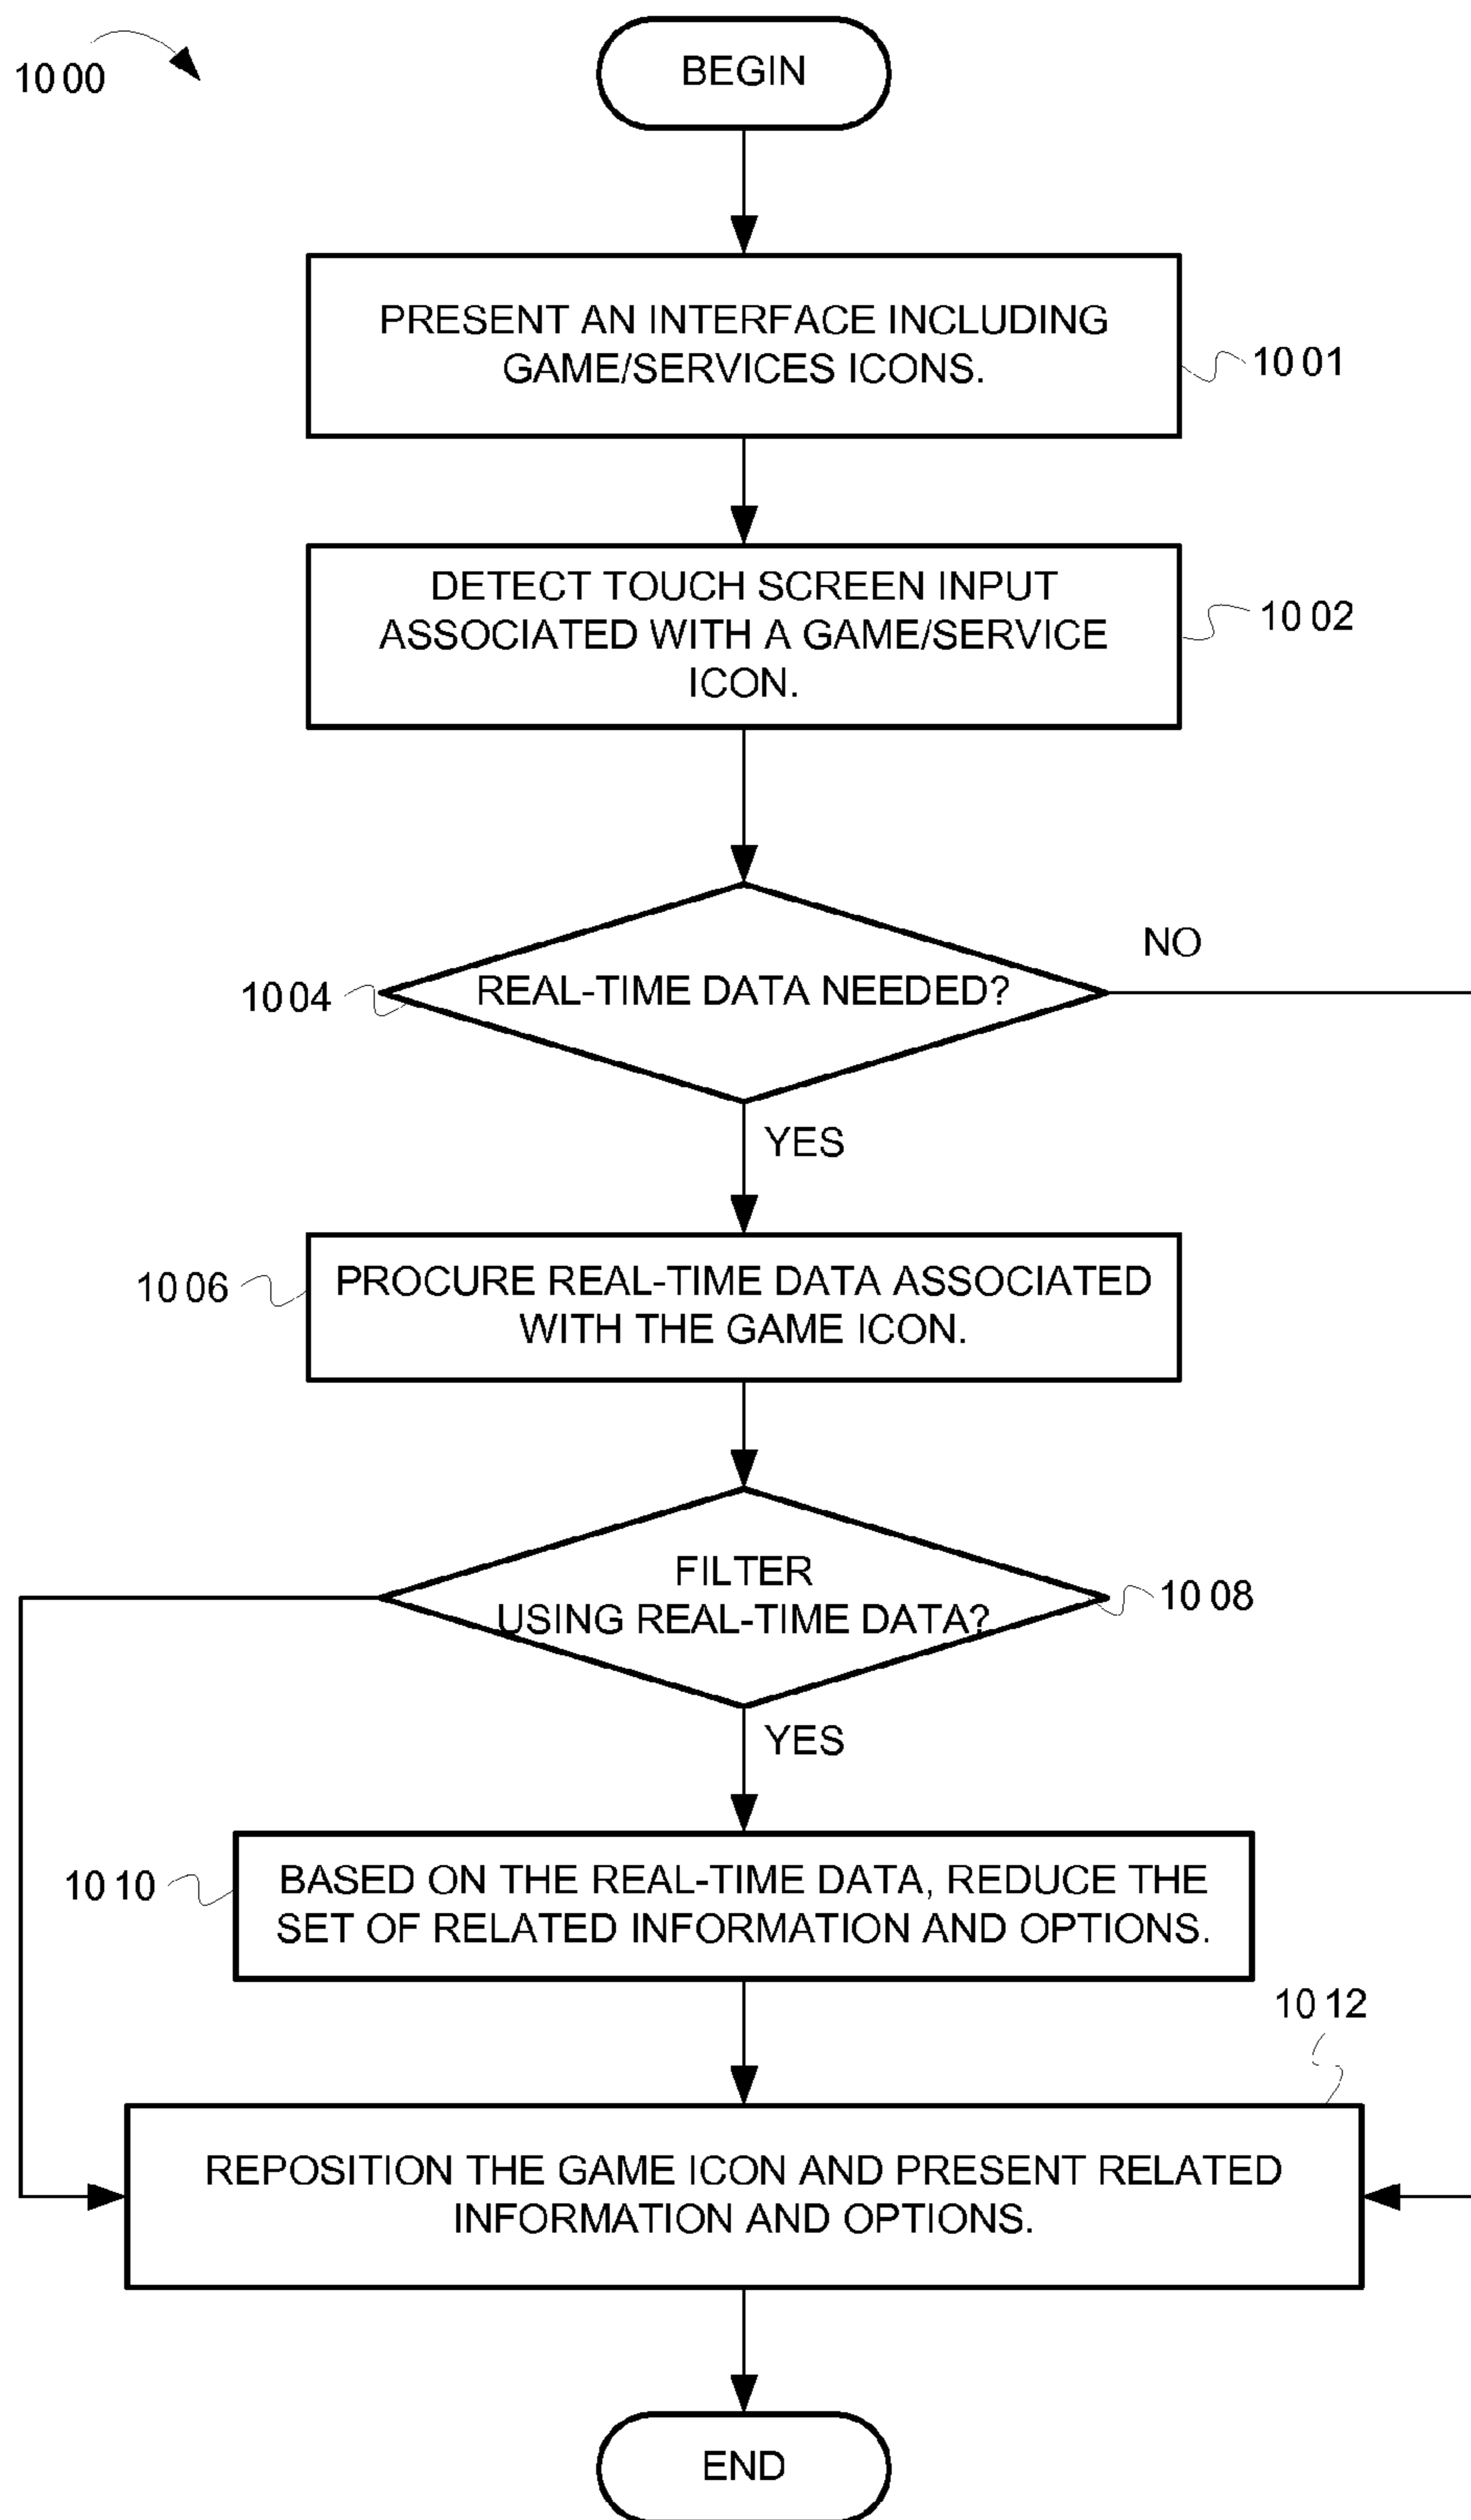 1000
BEGIN
PRESENT AN INTERFACE INCLUDING
GAME/SERVICES ICONS.
1001
DETECT TOUCH SCREEN INPUT
ASSOCIATED WITH A GAME/SERVICE
ICON.
1002
NO
REAL-TIME DATA NEEDED?
1004
YES
1006
PROCURE REAL-TIME DATA ASSOCIATED
WITH THE GAME ICON.
FILTER
USING REAL-TIME DATA?
1008
YES
1010
BASED ON THE REAL-TIME DATA, REDUCE THE
SET OF RELATED INFORMATION AND OPTIONS.
1012
REPOSITION THE GAME ICON AND PRESENT RELATED
INFORMATION AND OPTIONS.
END